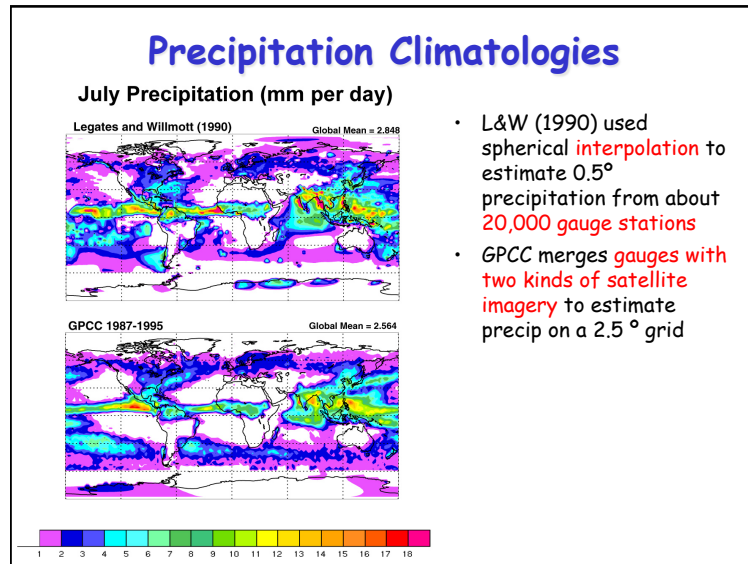 Precipitation Climatologies
July Precipitation (mm per day)
Legates and Willmott (1990)
Global Mean = 2.848
GPCC 1987-1995
Global Mean = 2.564
1 2 3 4 5 6 7 8 9 10 11 12 13 14 15 16 17 18
• L&W (1990) used
spherical interpolation to
estimate 0.5º
precipitation from about
20,000 gauge stations
• GPCC merges gauges with
two kinds of satellite
imagery to estimate
precip on a 2.5 º grid